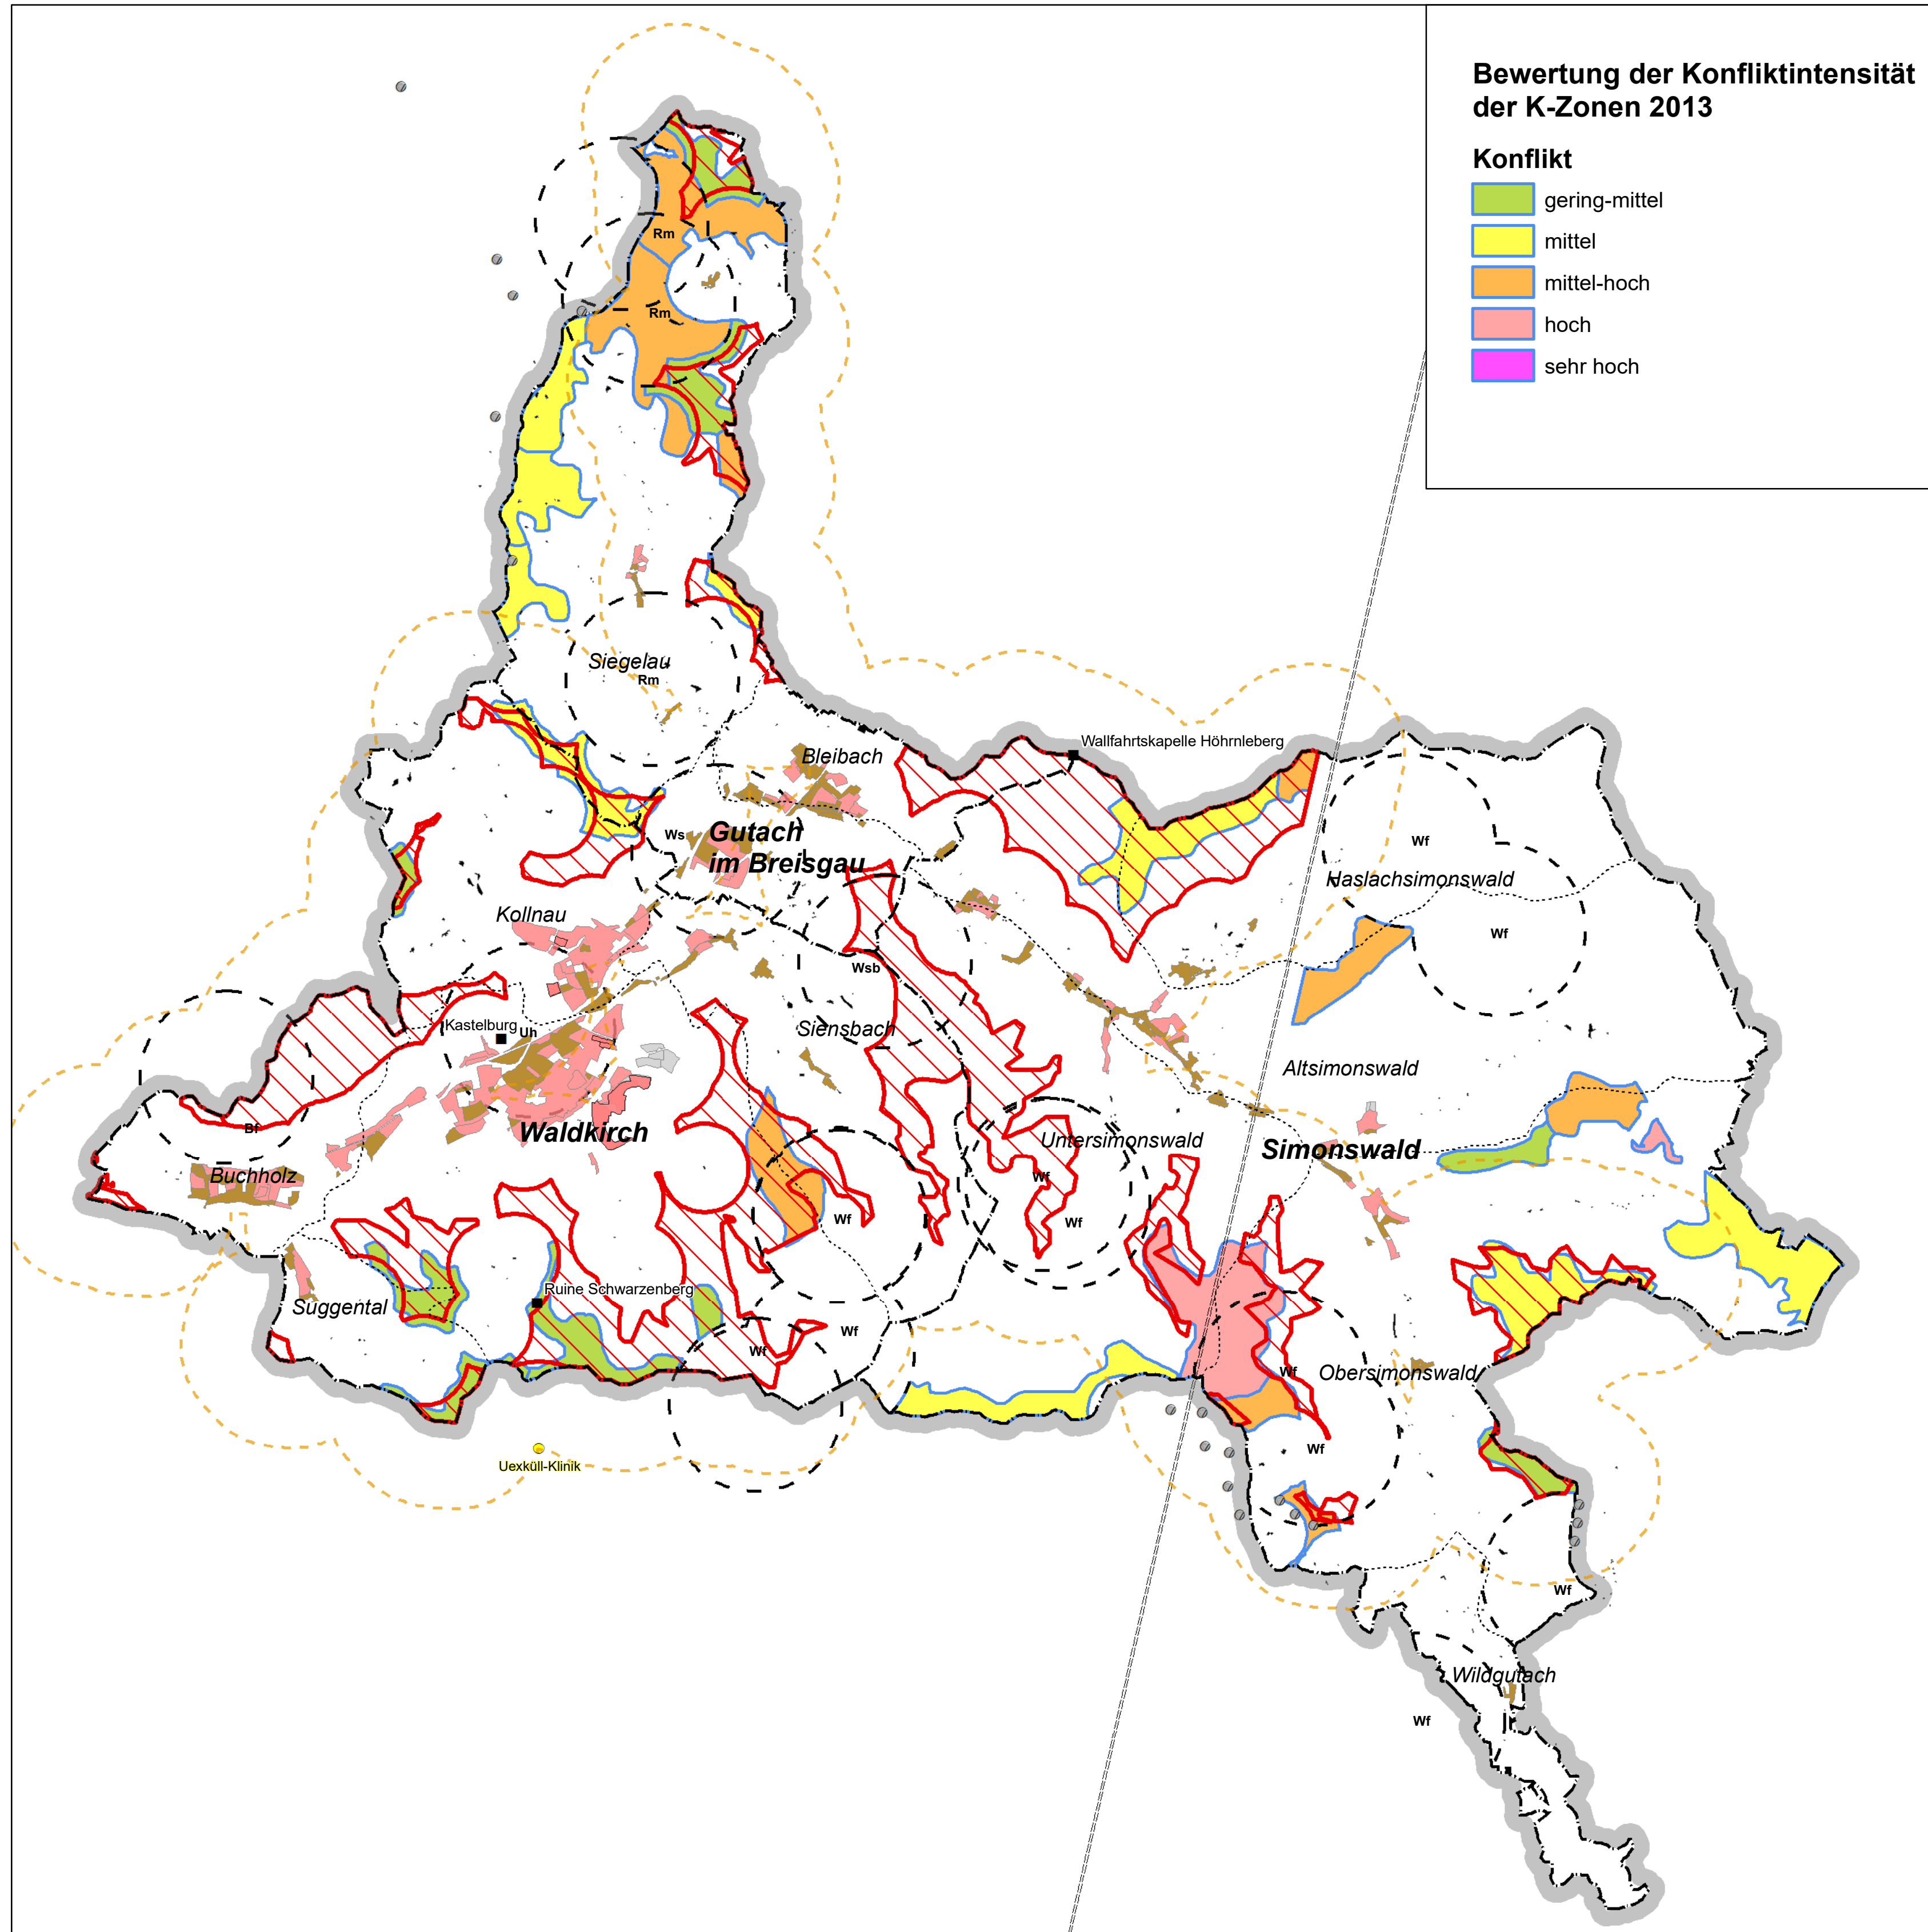 Bewertung der Konfliktintensität
der K-Zonen 2013
Konflikt
gering-mittel
mittel
mittel-hoch
hoch
sehr hoch
Rm
Rm
Siegelau
Rm
Bleibach
Wallfahrtskapelle Höhrnleberg
Ws
Gutach
im Breisgau
Wf
Haslachsimonswald
Kollnau
Wf
Wsb
Kastelburg
Uh
Siensbach
Altsimonswald
Bf
Waldkirch
Untersimonswald
Simonswald
Buchholz
Wf
Wf
Wf
Ruine Schwarzenberg
Suggental
Wf
Wf
Wf
Obersimonswald
Wf
Uexküll-Klinik
Wf
Wildgutach
Wf